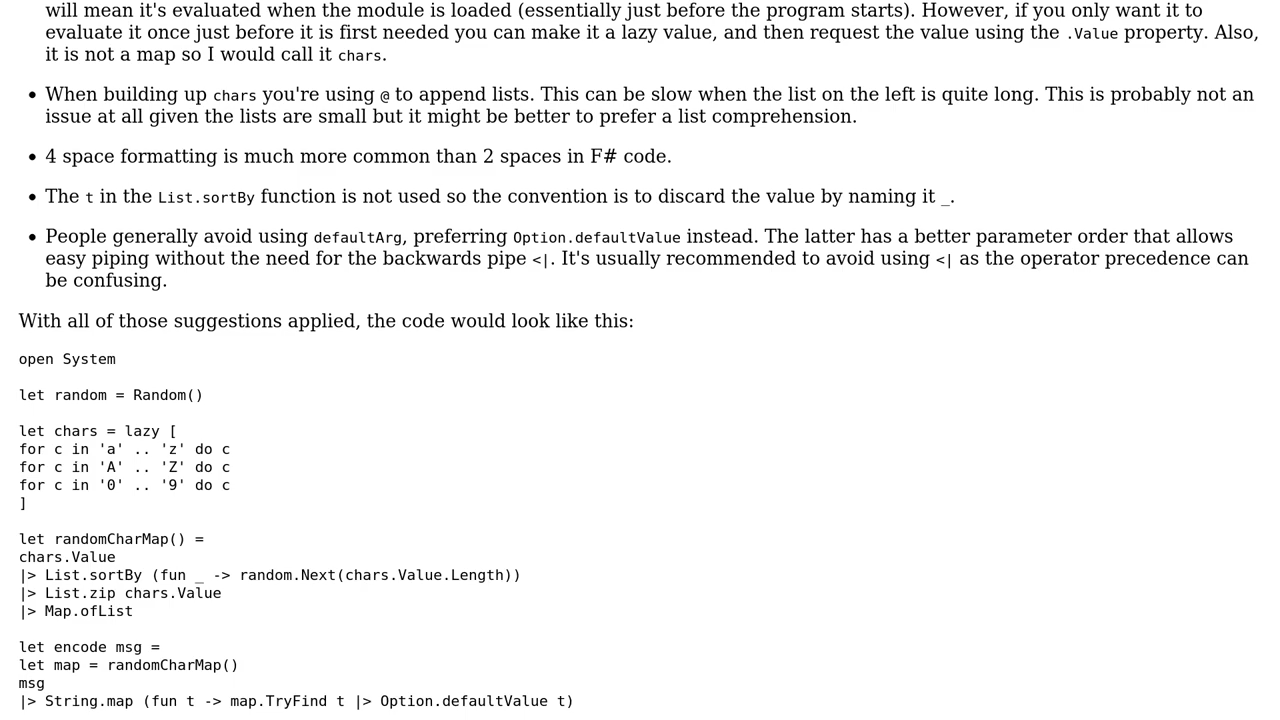 will mean it's evaluated when the module is loaded (essentially just before the program starts). However, if you only want it to
evaluate it once just before it is first needed you can make it a lazy value, and then request the value using the .Value property. Also,
it is not a map so I would call it chars.
• When building up chars you're using @ to append lists. This can be slow when the list on the left is quite long. This is probably not an
issue at all given the lists are small but it might be better to prefer a list comprehension.
• 4 space formatting is much more common than 2 spaces in F# code.
• The t in the List.sortBy function is not used so the convention is to discard the value by naming it _.
• People generally avoid using defaultArg, preferring Option.defaultValue instead. The latter has a better parameter order that allows
easy piping without the need for the backwards pipe <|. It's usually recommended to avoid using <| as the operator precedence can
be confusing.
With all of those suggestions applied, the code would look like this:
open System
let random = Random()
let chars = lazy [
for c in 'a' .. 'z' do c
for c in 'A' .. 'Z' do c
for c in '0' .. '9' do c
]
let randomCharMap() =
chars.Value
|> List.sortBy (fun _ -> random.Next(chars.Value.Length))
|> List.zip chars.Value
|> Map.ofList
let encode msg =
let map = randomCharMap()
msg
|> String.map (fun t -> map.TryFind t |> Option.defaultValue t)